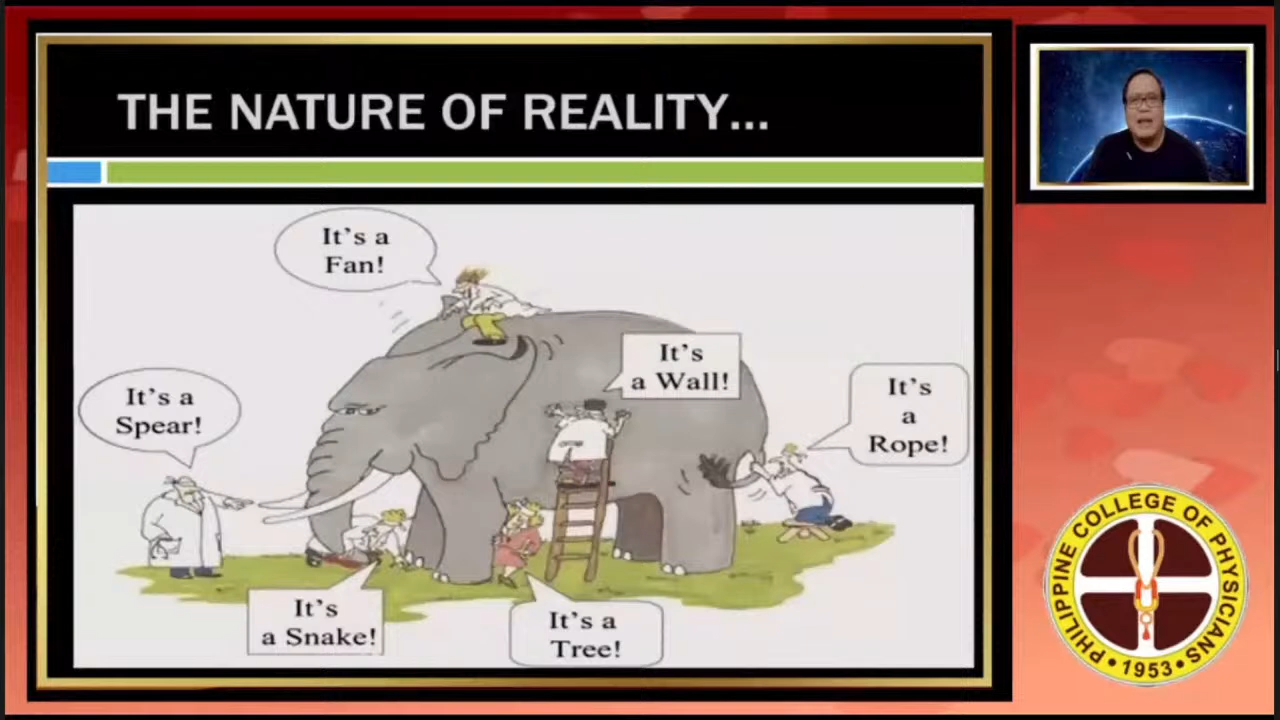 THE NATURE OF REALITY...
It's a
Fan!
It's
a Wall!
It's a
Spear!
It's
a
Rope!
It's
a Snake!
It's a
Tree!
PHILIPPINE COLLEGE OF PHYSICIANS
• 1953 •